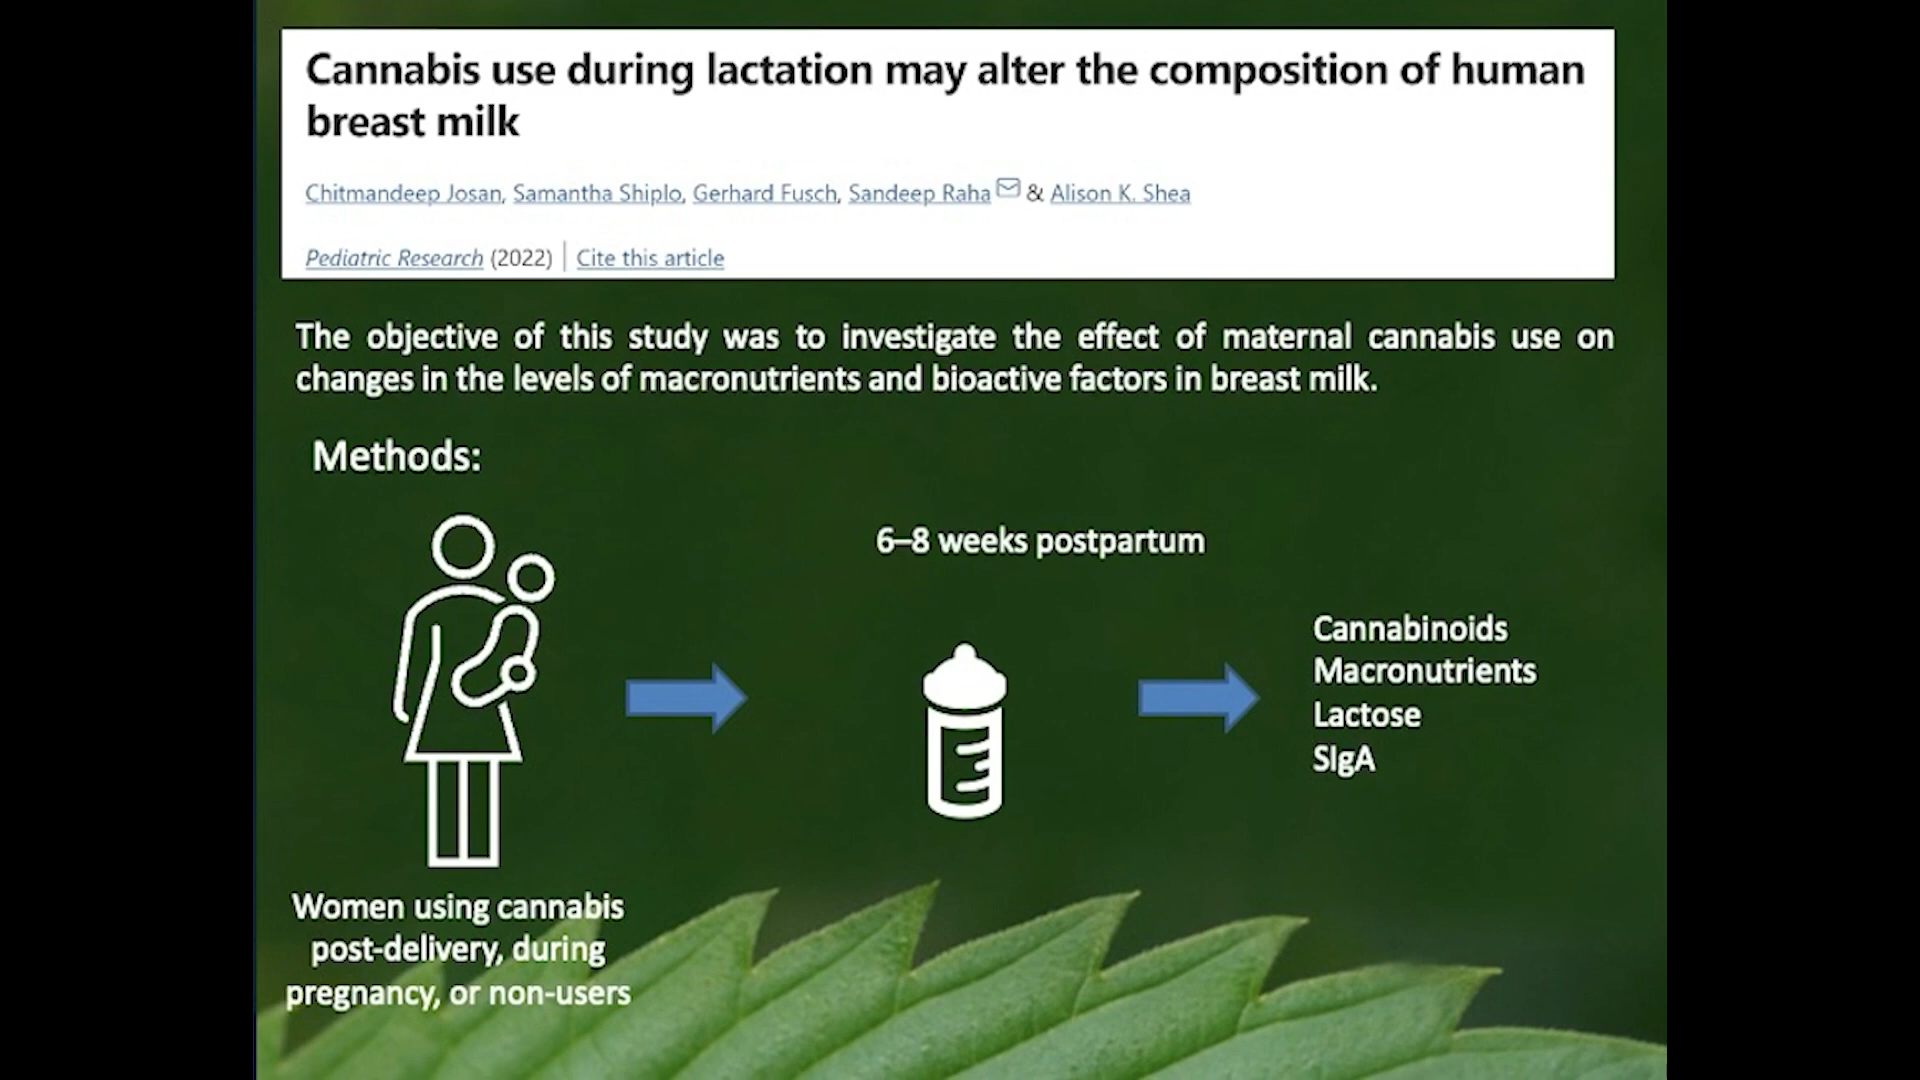 Cannabis use during lactation may alter the composition of human
breast milk
Chitmandeep Josan, Samantha Shiplo, Gerhard Fusch, Sandeep Raha & Alison K. Shea
Pediatric Research (2022) | Cite this article
The objective of this study was to investigate the effect of maternal cannabis use on
changes in the levels of macronutrients and bioactive factors in breast milk.
Methods:
6–8 weeks postpartum
Cannabinoids
Macronutrients
Lactose
SIgA
Women using cannabis
post-delivery, during
pregnancy, or non-users